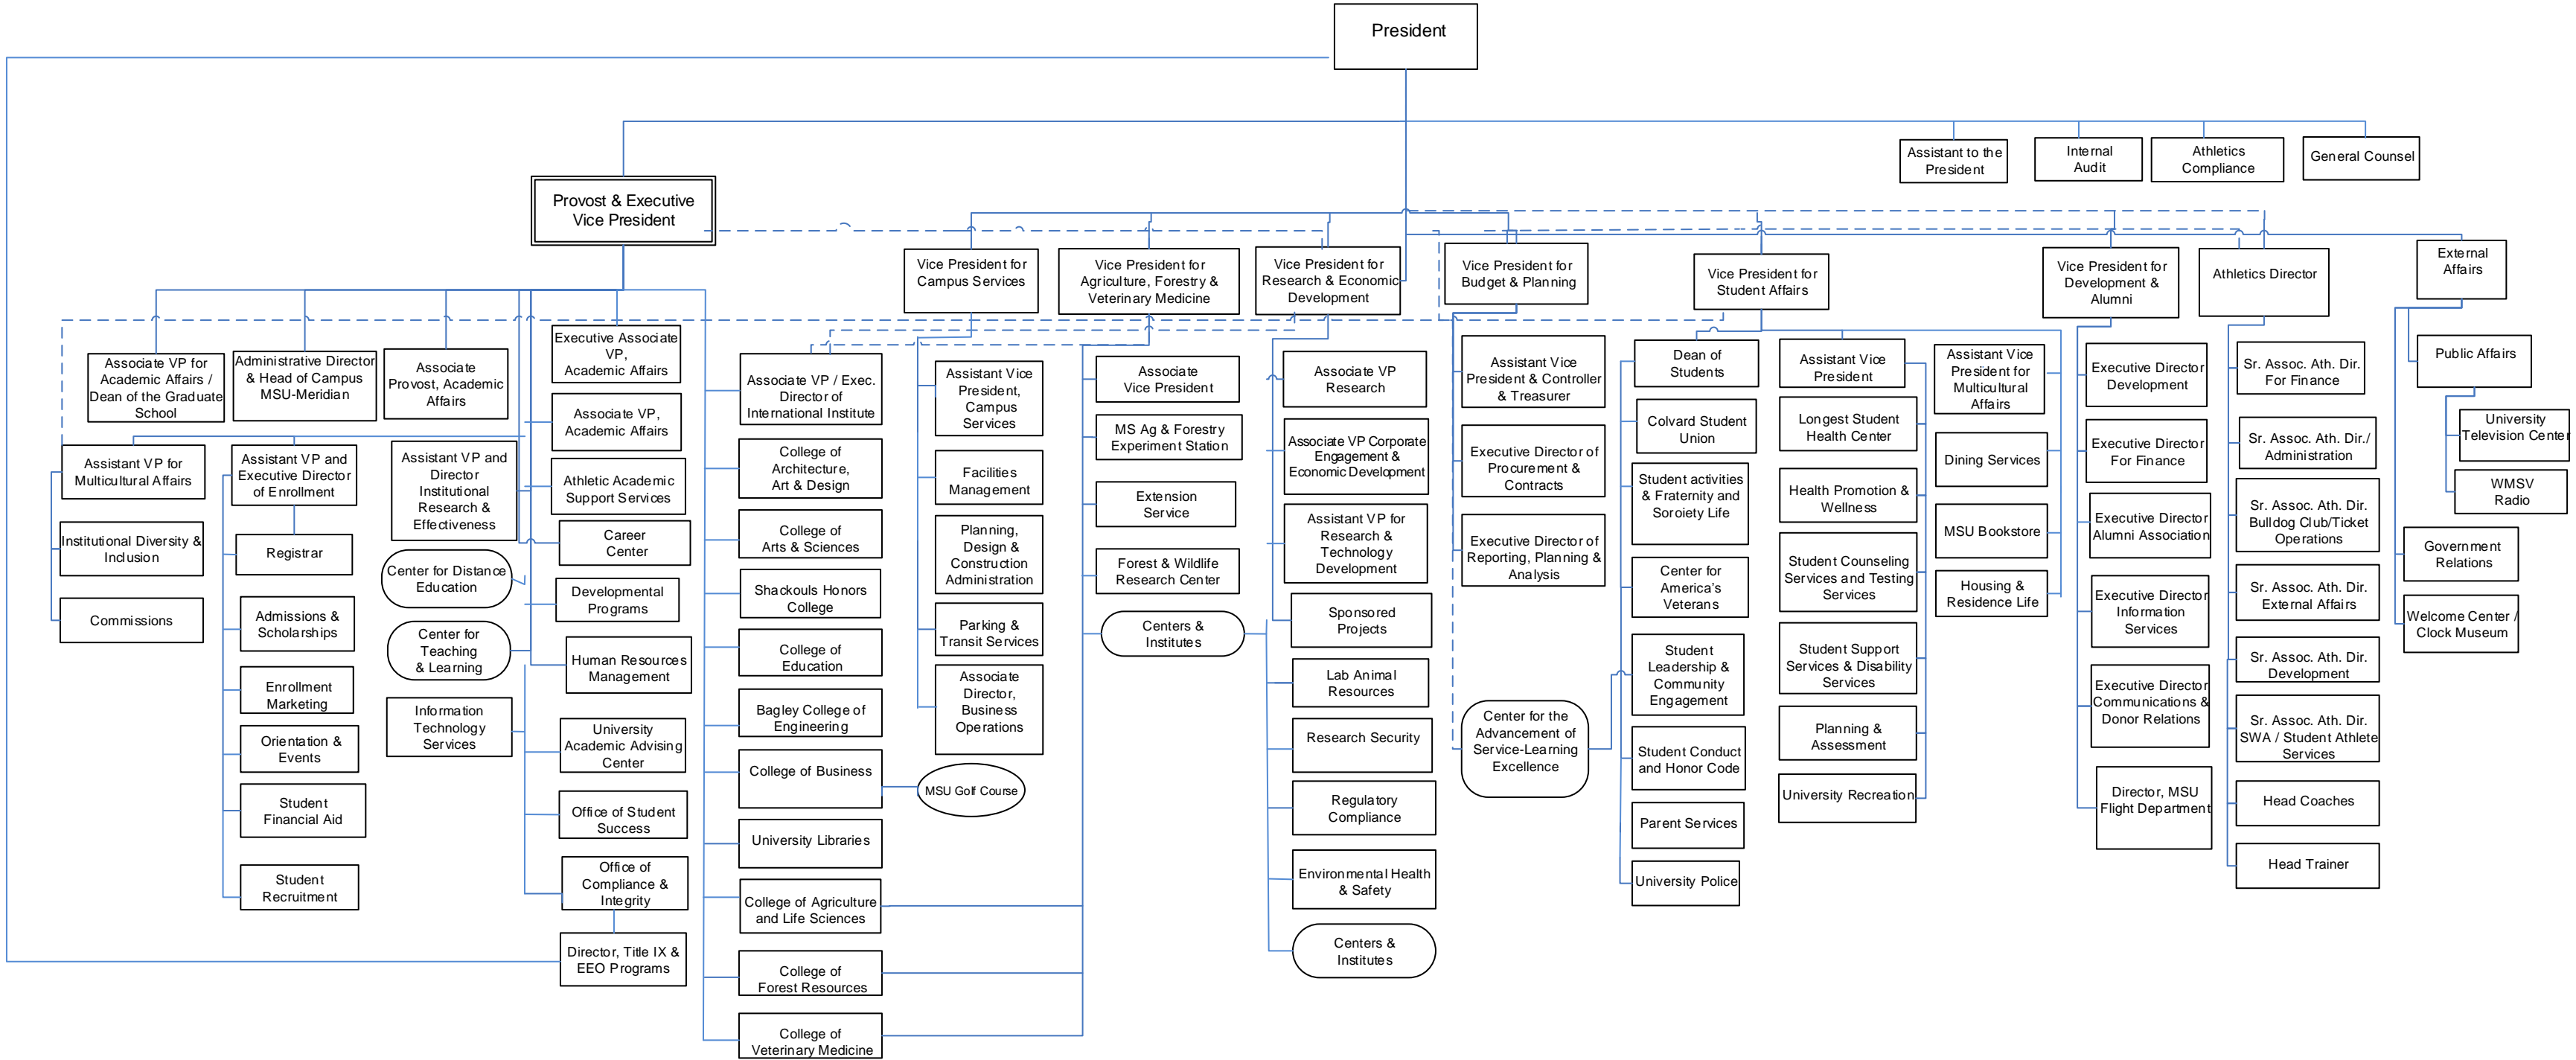 President
Assistant to the
President
Internal
Audit
Athletics
Compliance
General Counsel
Provost & Executive
Vice President
Vice President for
Campus Services
Vice President for
Agriculture, Forestry &
Veterinary Medicine
Vice President for
Research & Economic
Development
Vice President for
Budget & Planning
Vice President for
Student Affairs
Vice President for
Development &
Alumni
Athletics Director
External
Affairs
Associate VP for
Academic Affairs /
Dean of the Graduate
School
Administrative Director
& Head of Campus
MSU-Meridian
Associate
Provost, Academic
Affairs
Executive Associate
VP,
Academic Affairs
Associate VP,
Academic Affairs
Assistant VP for
Multicultural Affairs
Institutional Diversity &
Inclusion
Commissions
Assistant VP and
Executive Director
of Enrollment
Registrar
Admissions &
Scholarships
Enrollment
Marketing
Orientation &
Events
Student
Financial Aid
Student
Recruitment
Assistant VP and
Director
Institutional
Research &
Effectiveness
Center for Distance
Education
Center for
Teaching
& Learning
Information
Technology
Services
Athletic Academic
Support Services
Career
Center
Developmental
Programs
Human Resources
Management
University
Academic Advising
Center
Office of Student
Success
Office of
Compliance &
Integrity
Director, Title IX &
EEO Programs
Associate VP / Exec.
Director of
International Institute
College of
Architecture,
Art & Design
College of
Arts & Sciences
Shackouls Honors
College
College of
Education
Bagley College of
Engineering
College of Business
University Libraries
College of Agriculture
and Life Sciences
College of
Forest Resources
College of
Veterinary Medicine
Assistant Vice
President,
Campus
Services
Facilities
Management
Planning,
Design &
Construction
Administration
Parking &
Transit Services
Associate
Director,
Business
Operations
MSU Golf Course
Associate
Vice President
MS Ag & Forestry
Experiment Station
Extension
Service
Forest & Wildlife
Research Center
Centers &
Institutes
Associate VP
Research
Associate VP Corporate
Engagement &
Economic Development
Assistant VP for
Research &
Technology
Development
Sponsored
Projects
Lab Animal
Resources
Research Security
Regulatory
Compliance
Environmental Health
& Safety
Centers &
Institutes
Assistant Vice
President & Controller
& Treasurer
Executive Director of
Procurement &
Contracts
Executive Director of
Reporting, Planning &
Analysis
Center for the
Advancement of
Service-Learning
Excellence
Dean of
Students
Colvard Student
Union
Student activities
& Fraternity and
Soroiety Life
Center for
America's
Veterans
Student
Leadership &
Community
Engagement
Student Conduct
and Honor Code
Parent Services
University Police
Assistant Vice
President
Longest Student
Health Center
Health Promotion &
Wellness
Student Counseling
Services and Testing
Services
Student Support
Services & Disability
Services
Planning &
Assessment
University Recreation
Assistant Vice
President for
Multicultural
Affairs
Dining Services
MSU Bookstore
Housing &
Residence Life
Executive Director
Development
Executive Director
For Finance
Executive Director
Alumni Association
Executive Director
Information
Services
Executive Director
Communications &
Donor Relations
Director, MSU
Flight Department
Sr. Assoc. Ath. Dir.
For Finance
Sr. Assoc. Ath. Dir./
Administration
Sr. Assoc. Ath. Dir.
Bulldog Club/Ticket
Operations
Sr. Assoc. Ath. Dir.
External Affairs
Sr. Assoc. Ath. Dir.
Development
Sr. Assoc. Ath. Dir.
SWA / Student Athlete
Services
Head Coaches
Head Trainer
Public Affairs
University
Television Center
WMSV
Radio
Government
Relations
Welcome Center /
Clock Museum